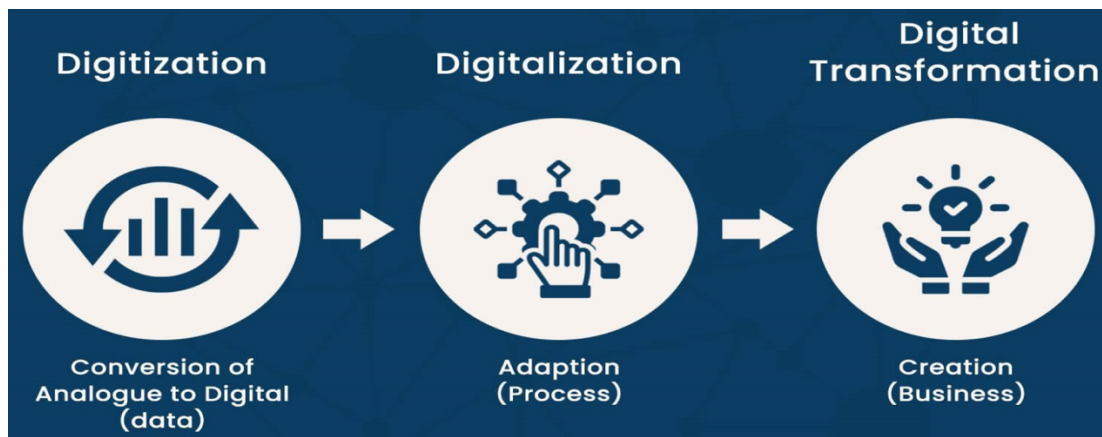 Digitization
Digitalization
Digital
Transformation
Conversion of
Analogue to Digital
(data)
Adaption
(Process)
Creation
(Business)